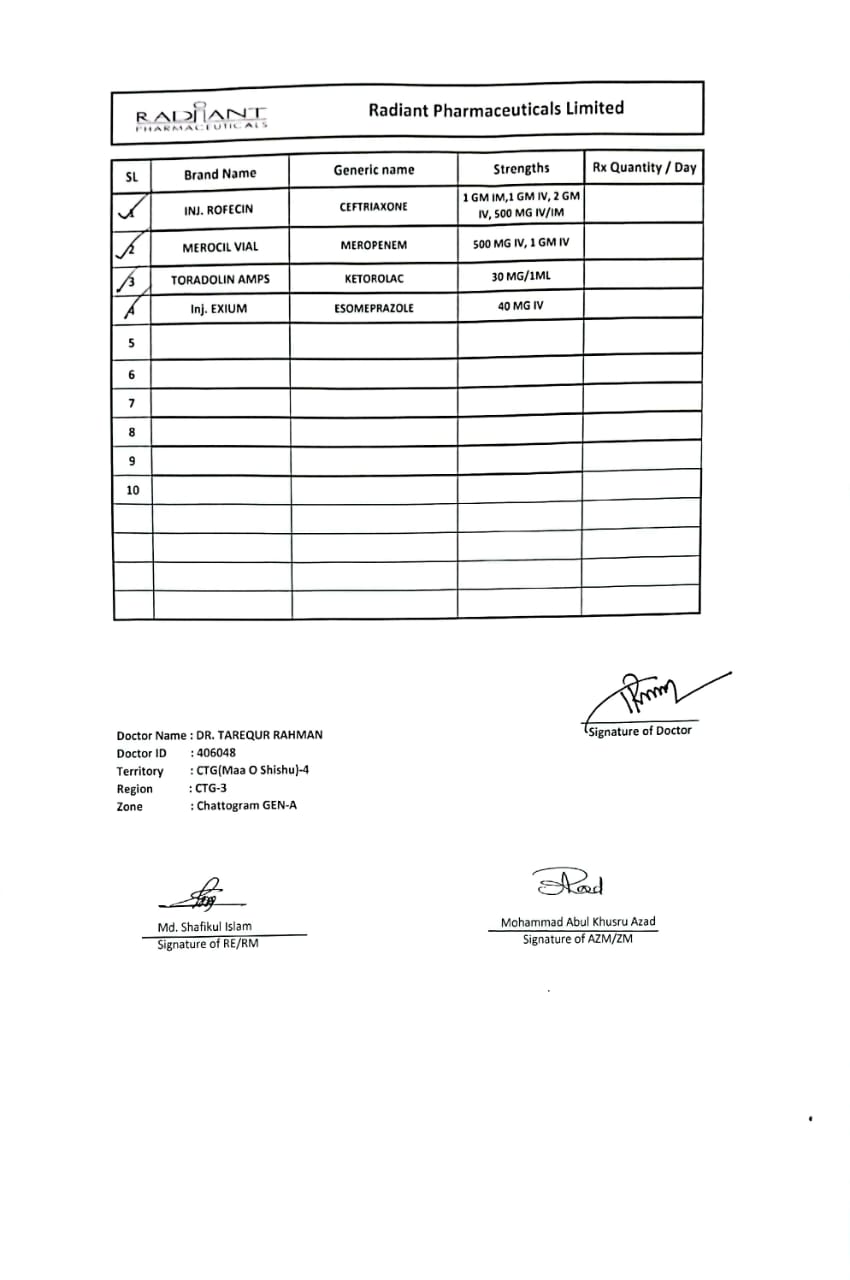 RADIANT
PHARMACEUTICALS
Radiant Pharmaceuticals Limited
SL Brand Name Generic name Strengths Rx Quantity / Day
1 INJ. ROFECIN CEFTRIAXONE 1 GM IM,1 GM IV, 2 GM IV, 500 MG IV/IM
2 MEROCIL VIAL MEROPENEM 500 MG IV, 1 GM IV
3 TORADOLIN AMPS KETOROLAC 30 MG/1ML
4 Inj. EXIUM ESOMEPRAZOLE 40 MG IV
5
6
7
8
9
10
Signature of Doctor
Doctor Name : DR. TAREQUR RAHMAN
Doctor ID : 406048
Territory : CTG(Maa O Shishu)-4
Region : CTG-3
Zone : Chattogram GEN-A
Md. Shafikul Islam
Signature of RE/RM
Azad
Mohammad Abul Khusru Azad
Signature of AZM/ZM